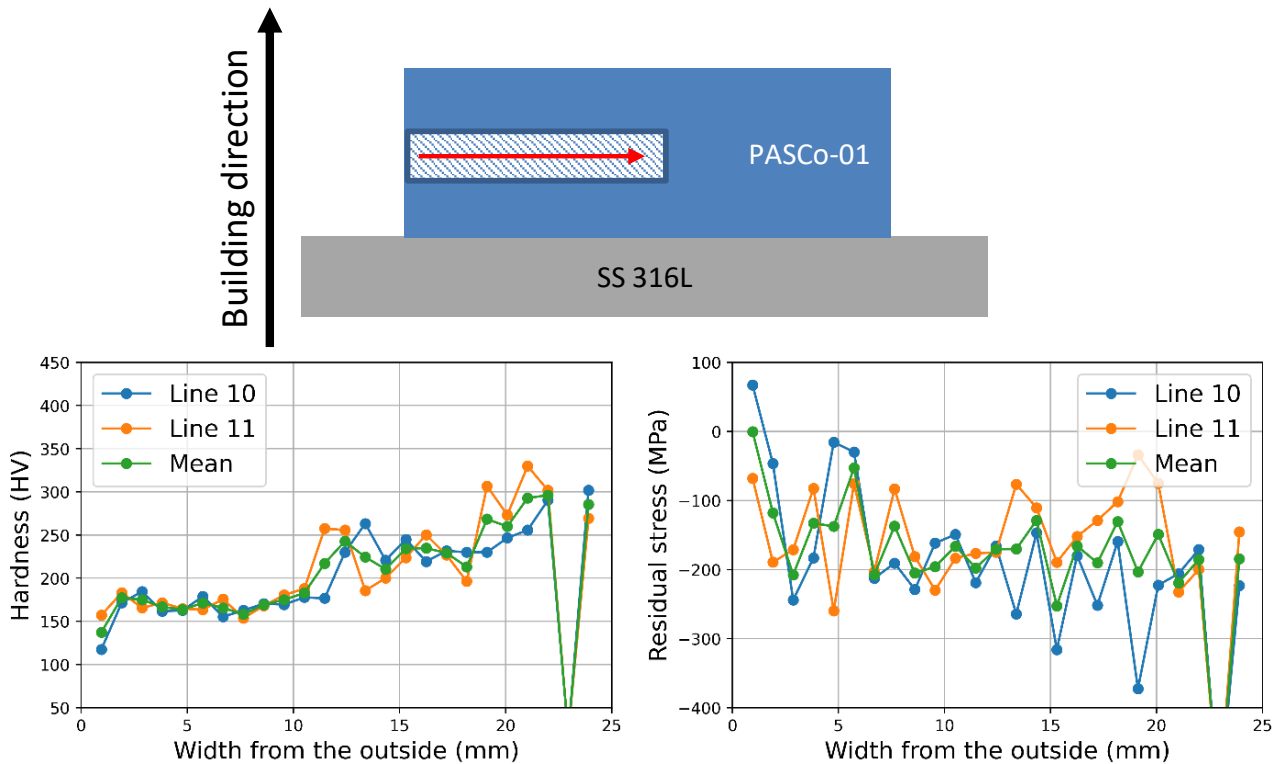 Building direction
PASCo-01
SS 316L
450
400
350
300
250
200
150
100
50
0
5
10
15
20
25
Hardness (HV)
Width from the outside (mm)
Line 10
Line 11
Mean
100
0
−100
−200
−300
−400
0
5
10
15
20
25
Residual stress (MPa)
Width from the outside (mm)
Line 10
Line 11
Mean